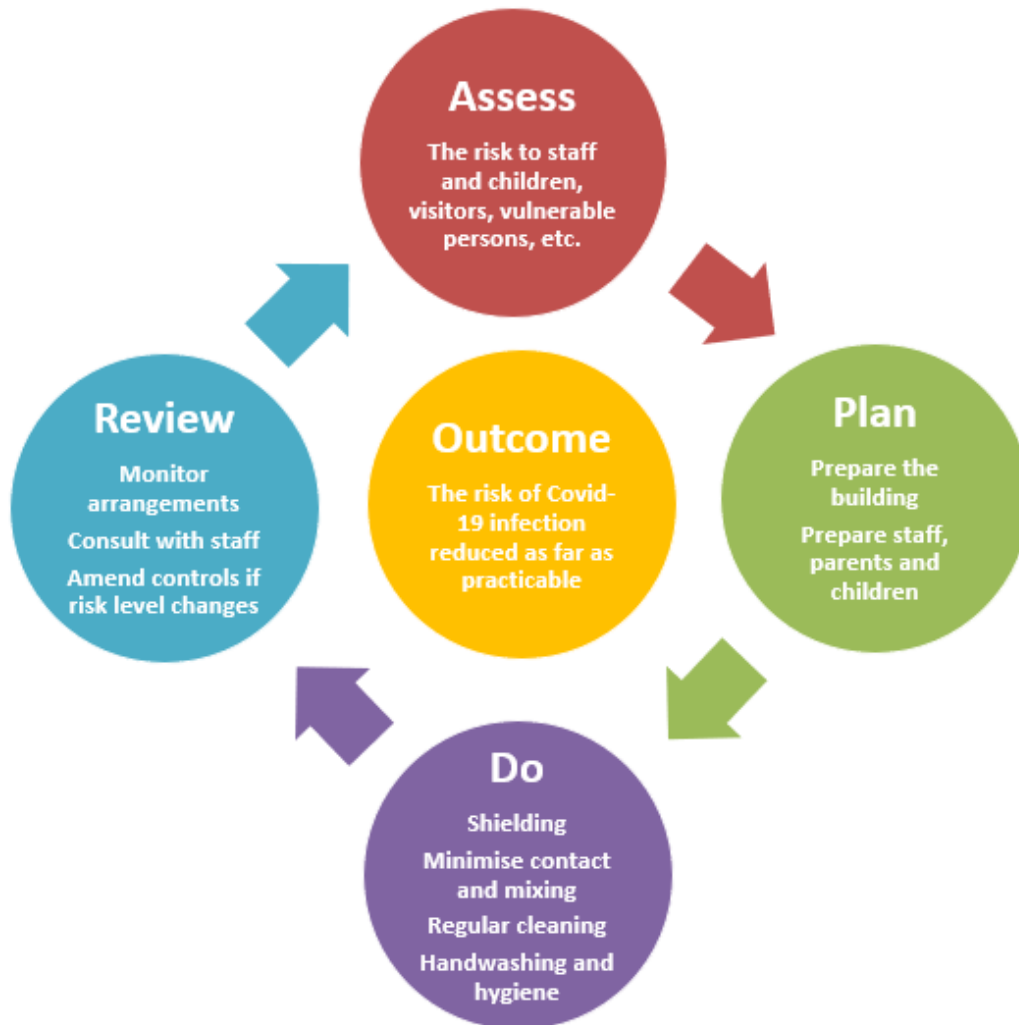 Assess
The risk to staff
and children,
visitors, vulnerable
persons, etc.
Plan
Prepare the
building
Prepare staff,
parents and
children
Do
Shielding
Minimise contact
and mixing
Regular cleaning
Handwashing and
hygiene
Review
Monitor
arrangements
Consult with staff
Amend controls if
risk level changes
Outcome
The risk of Covid-
19 infection
reduced as far as
practicable